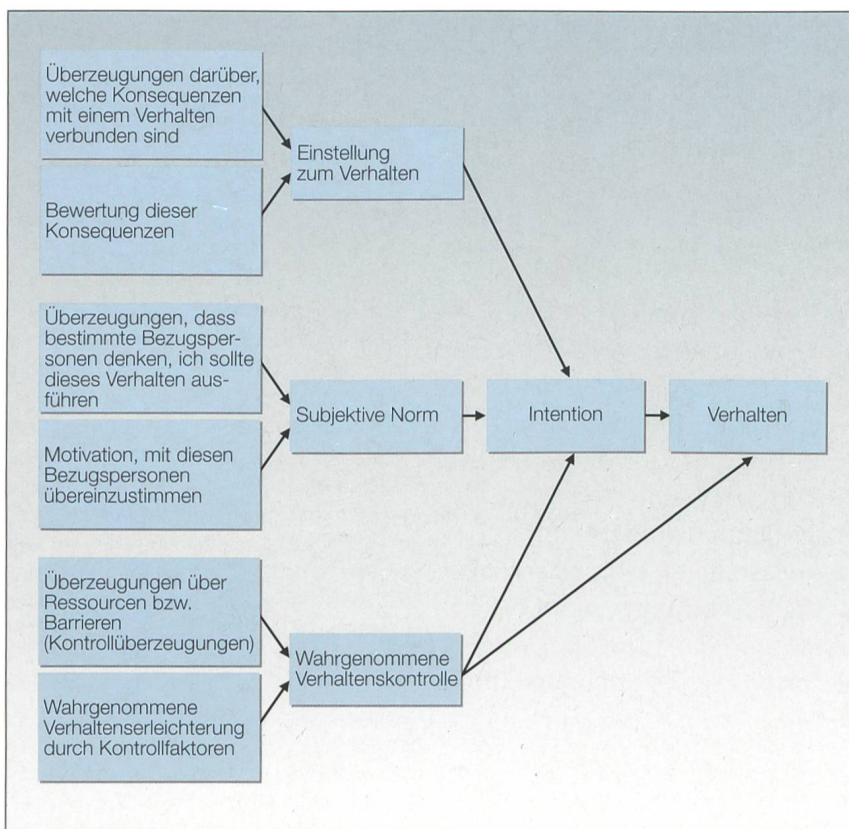 Überzeugungen darüber,
welche Konsequenzen
mit einem Verhalten
verbunden sind
Einstellung
zum Verhalten
Bewertung dieser
Konsequenzen
Überzeugungen, dass
bestimmte Bezugsper-
sonen denken, ich sollte
dieses Verhalten aus-
führen
Subjektive Norm
Intention
Verhalten
Motivation, mit diesen
Bezugspersonen
übereinzustimmen
Überzeugungen über
Ressourcen bzw.
Barrieren
(Kontrollüberzeugungen)
Wahrgenommene
Verhaltenskontrolle
Wahrgenommene
Verhaltenserleichterung
durch Kontrollfaktoren